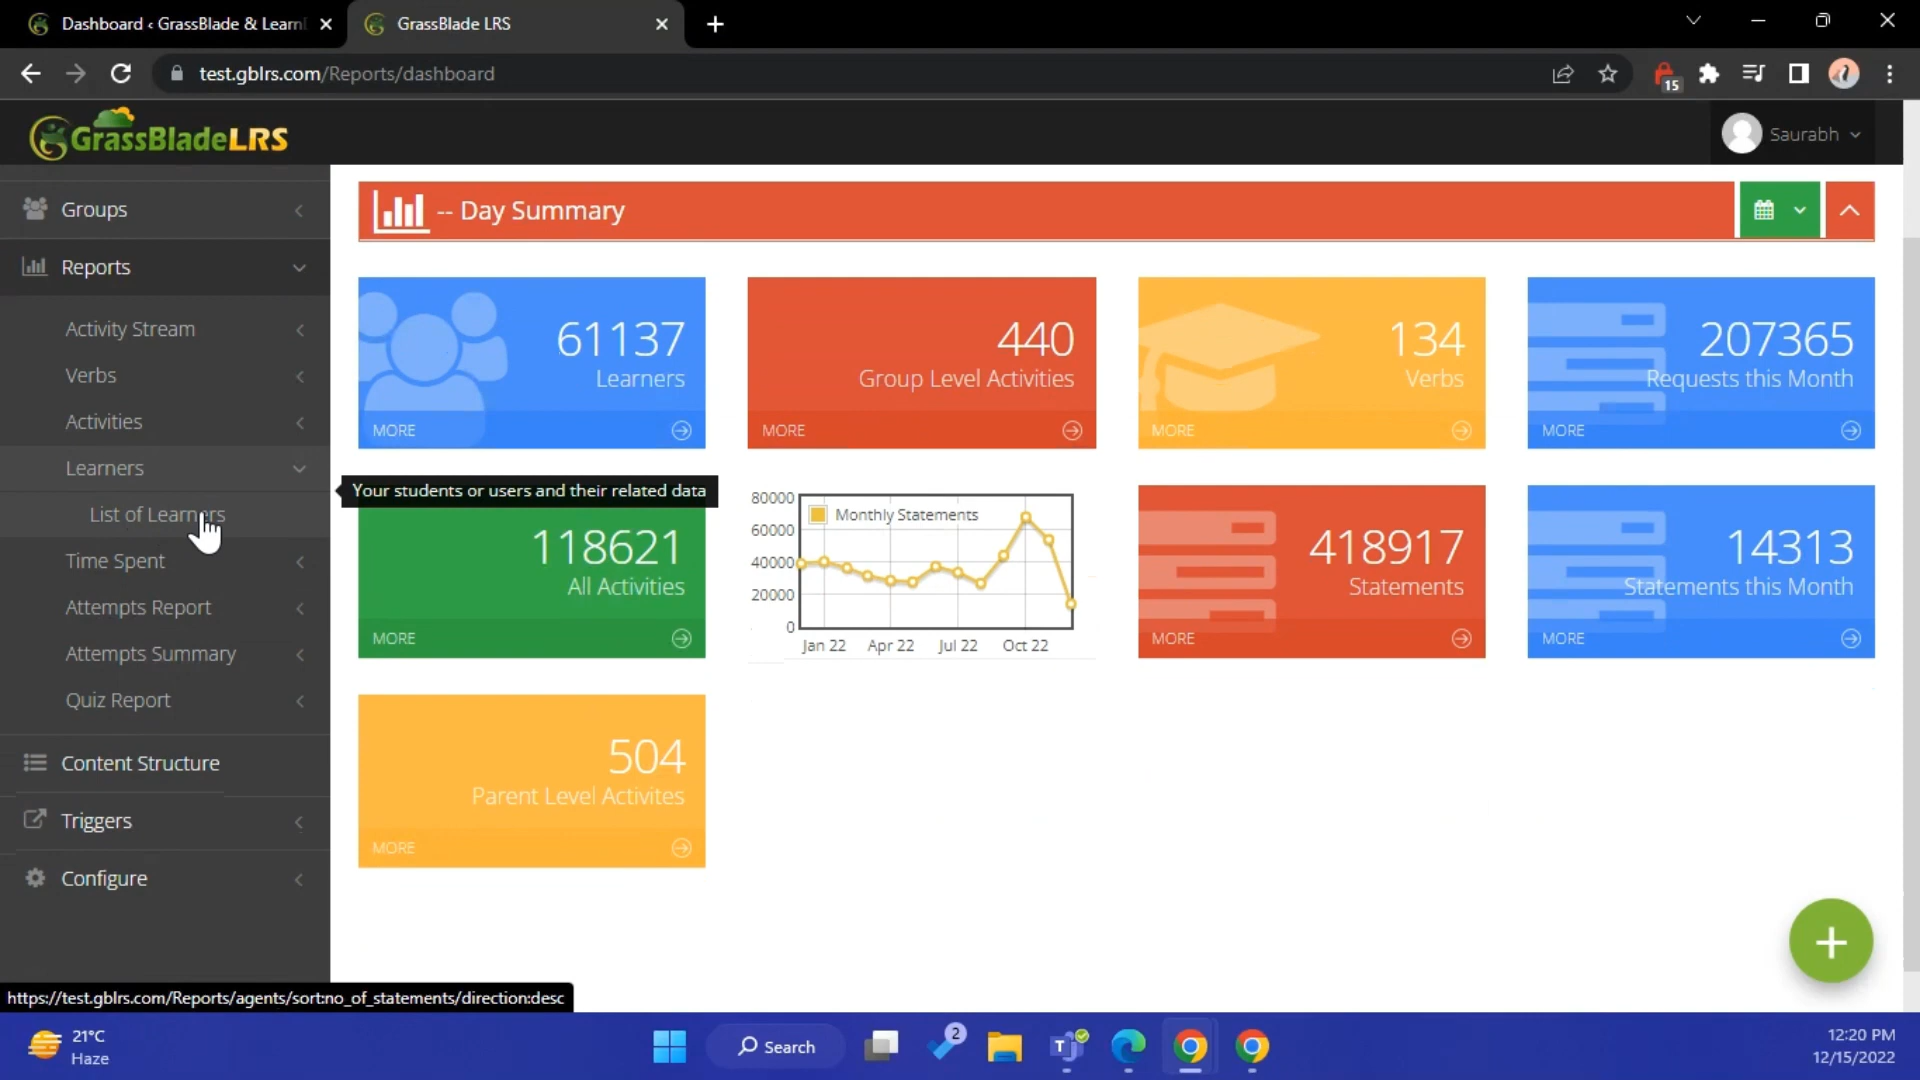 Dashboard ‹ GrassBlade & Learn
GrassBlade LRS
test.gblrs.com/Reports/dashboard
15
GrassBladeLRS
Saurabh
Groups
Reports
Activity Stream
Verbs
Activities
Learners
List of Learners
Time Spent
Attempts Report
Attempts Summary
Quiz Report
Content Structure
Triggers
Configure
-- Day Summary
61137
Learners
MORE
440
Group Level Activities
MORE
134
Verbs
MORE
207365
Requests this Month
MORE
Your students or users and their related data
118621
All Activities
MORE
80000
60000
40000
20000
0
Monthly Statements
Jan 22 Apr 22 Jul 22 Oct 22
418917
Statements
MORE
14313
Statements this Month
MORE
504
Parent Level Activites
MORE
https://test.gblrs.com/Reports/agents/sort:no_of_statements/direction:desc
21°C
Haze
Search
2
T
12:20 PM
12/15/2022